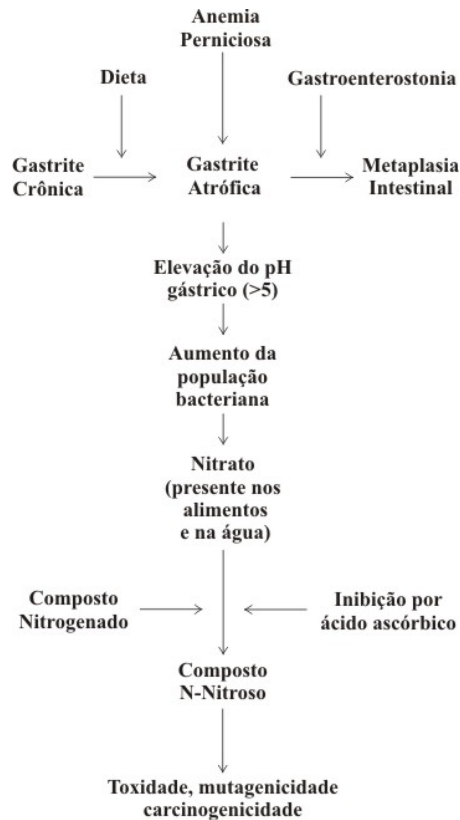 Anemia
Perniciosa
Dieta
Gastroenterostonia
Gastrite
Crônica
Gastrite
Atrófica
Metaplasia
Intestinal
Elevação do pH
gástrico (>5)
Aumento da
população
bacteriana
Nitrato
(presente nos
alimentos
e na água)
Composto
Nitrogenado
Inibição por
ácido ascórbico
Composto
N-Nitroso
Toxidade, mutagenicidade
carcinogenicidade